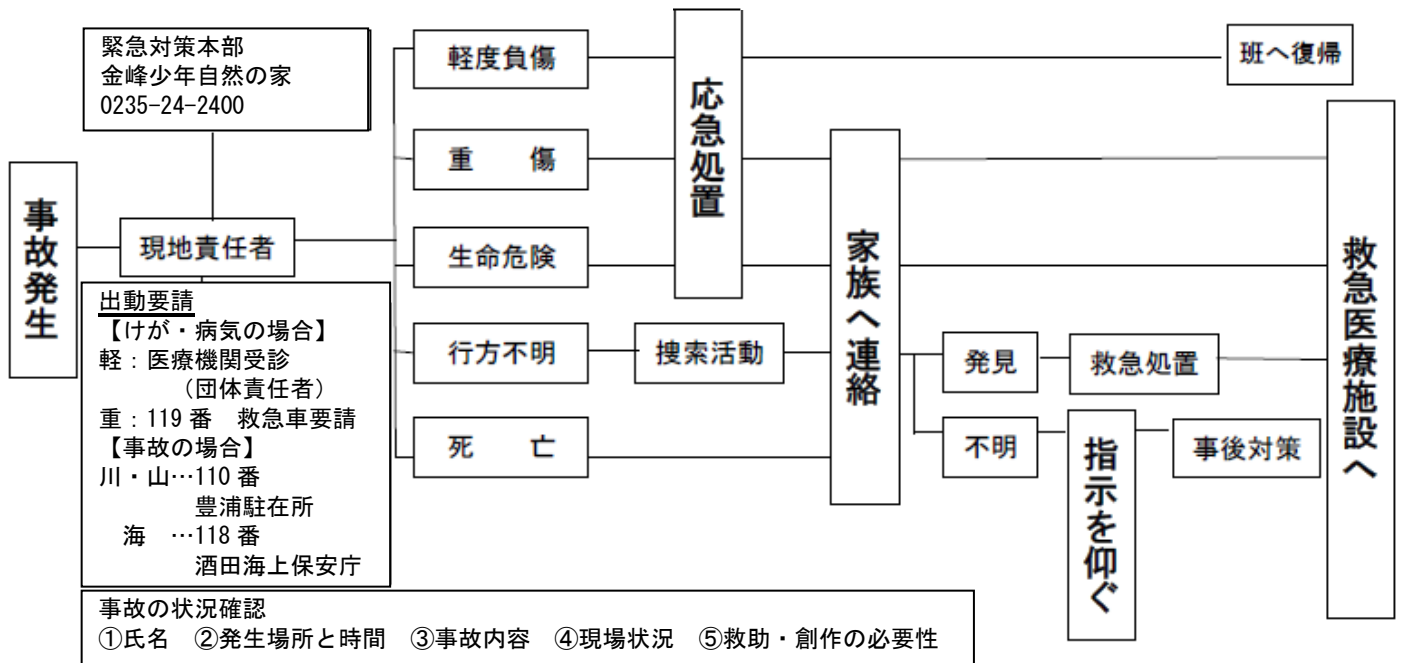 緊急対策本部
金峰少年自然の家
0235-24-2400
事故発生
現地責任者
出動要請
【けが・病気の場合】
軽：医療機関受診
（団体責任者）
重：119番　救急車要請
【事故の場合】
川・山…110番
豊浦駐在所
海　…118番
酒田海上保安庁
軽度負傷
重　傷
生命危険
行方不明
死　亡
応急処置
捜索活動
家族へ連絡
発見
救急処置
不明
指示を仰ぐ
事後対策
班へ復帰
救急医療施設へ
事故の状況確認
①氏名　②発生場所と時間　③事故内容　④現場状況　⑤救助・創作の必要性